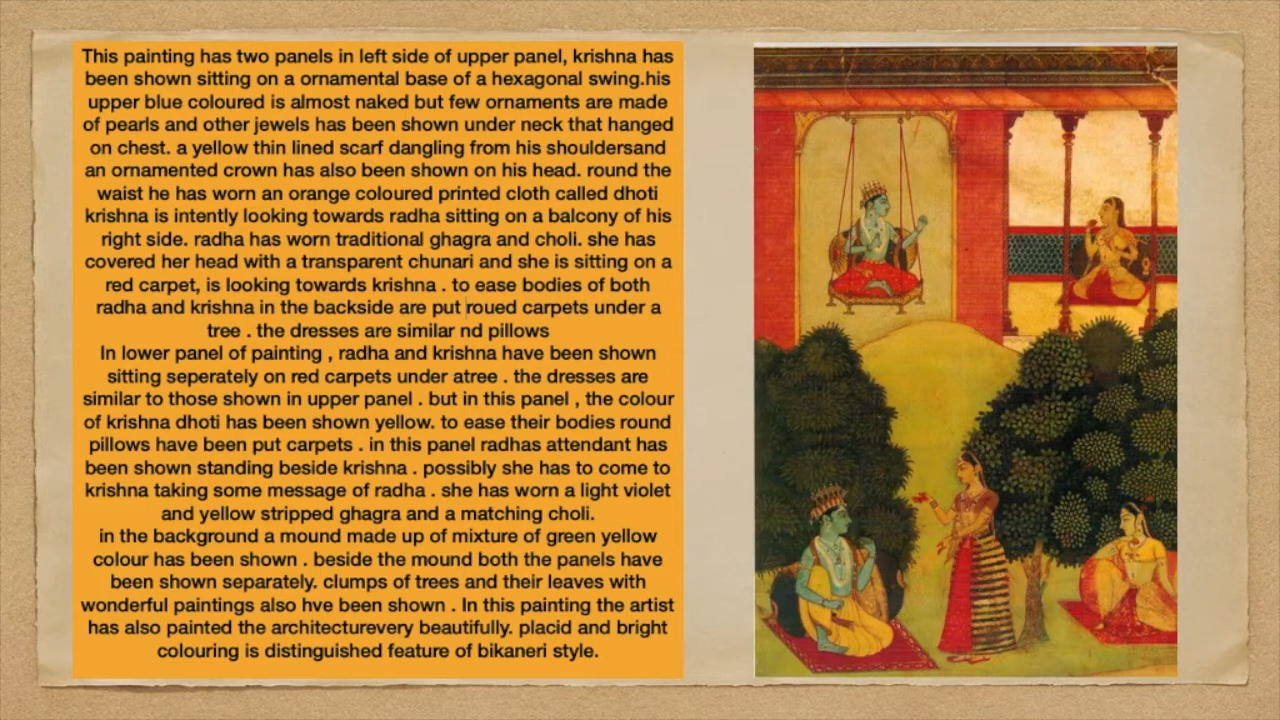 This painting has two panels in left side of upper panel, krishna has
been shown sitting on a ornamental base of a hexagonal swing.his
upper blue coloured is almost naked but few ornaments are made
of pearls and other jewels has been shown under neck that hanged
on chest. a yellow thin lined scarf dangling from his shouldersand
an ornamented crown has also been shown on his head. round the
waist he has worn an orange coloured printed cloth called dhoti
krishna is intently looking towards radha sitting on a balcony of his
right side. radha has worn traditional ghagra and choli. she has
covered her head with a transparent chunari and she is sitting on a
red carpet, is looking towards krishna . to ease bodies of both
radha and krishna in the backside are put roued carpets under a
tree . the dresses are similar nd pillows
In lower panel of painting , radha and krishna have been shown
sitting seperately on red carpets under atree . the dresses are
similar to those shown in upper panel . but in this panel , the colour
of krishna dhoti has been shown yellow. to ease their bodies round
pillows have been put carpets . in this panel radhas attendant has
been shown standing beside krishna . possibly she has to come to
krishna taking some message of radha . she has worn a light violet
and yellow stripped ghagra and a matching choli.
in the background a mound made up of mixture of green yellow
colour has been shown . beside the mound both the panels have
been shown separately. clumps of trees and their leaves with
wonderful paintings also hve been shown . In this painting the artist
has also painted the architecturevery beautifully. placid and bright
colouring is distinguished feature of bikaneri style.